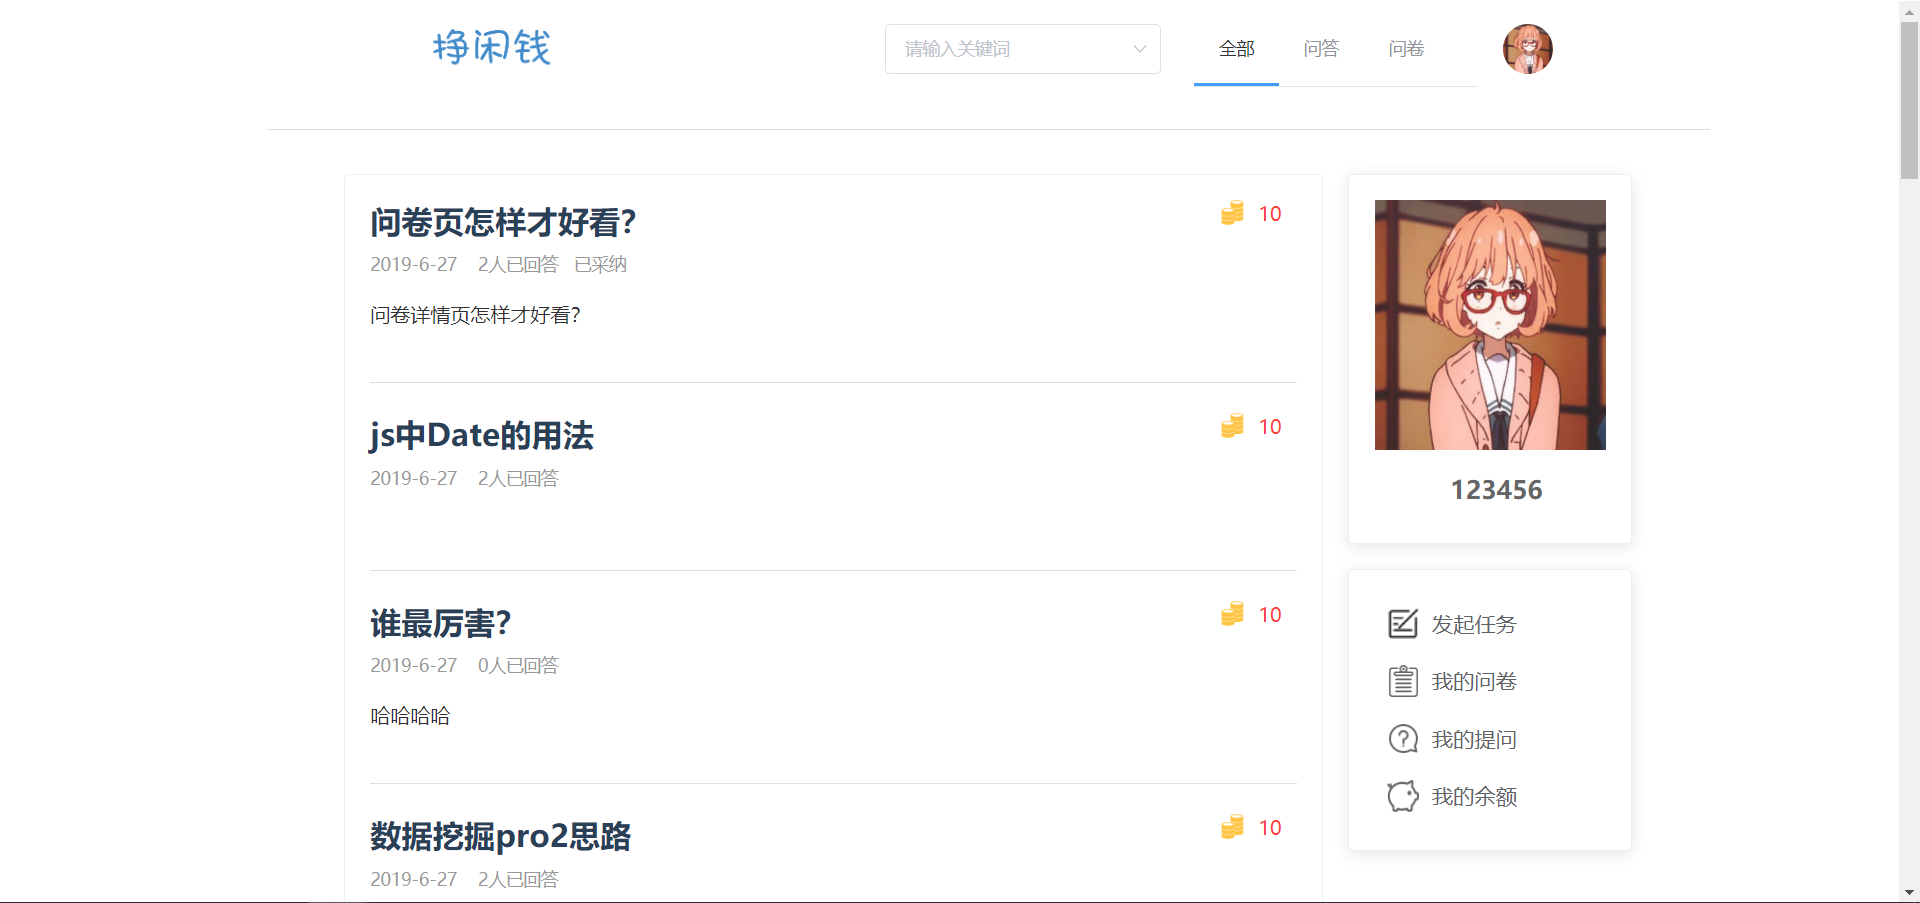 挣闲钱
请输入关键词
全部 问答 问卷
问卷页怎样才好看?
10
2019-6-27 2人已回答 已采纳
问卷详情页怎样才好看?
js中Date的用法
10
2019-6-27 2人已回答
谁最厉害?
10
2019-6-27 0人已回答
哈哈哈哈
数据挖掘pro2思路
10
2019-6-27 2人已回答
123456
发起任务
我的问卷
我的提问
我的余额